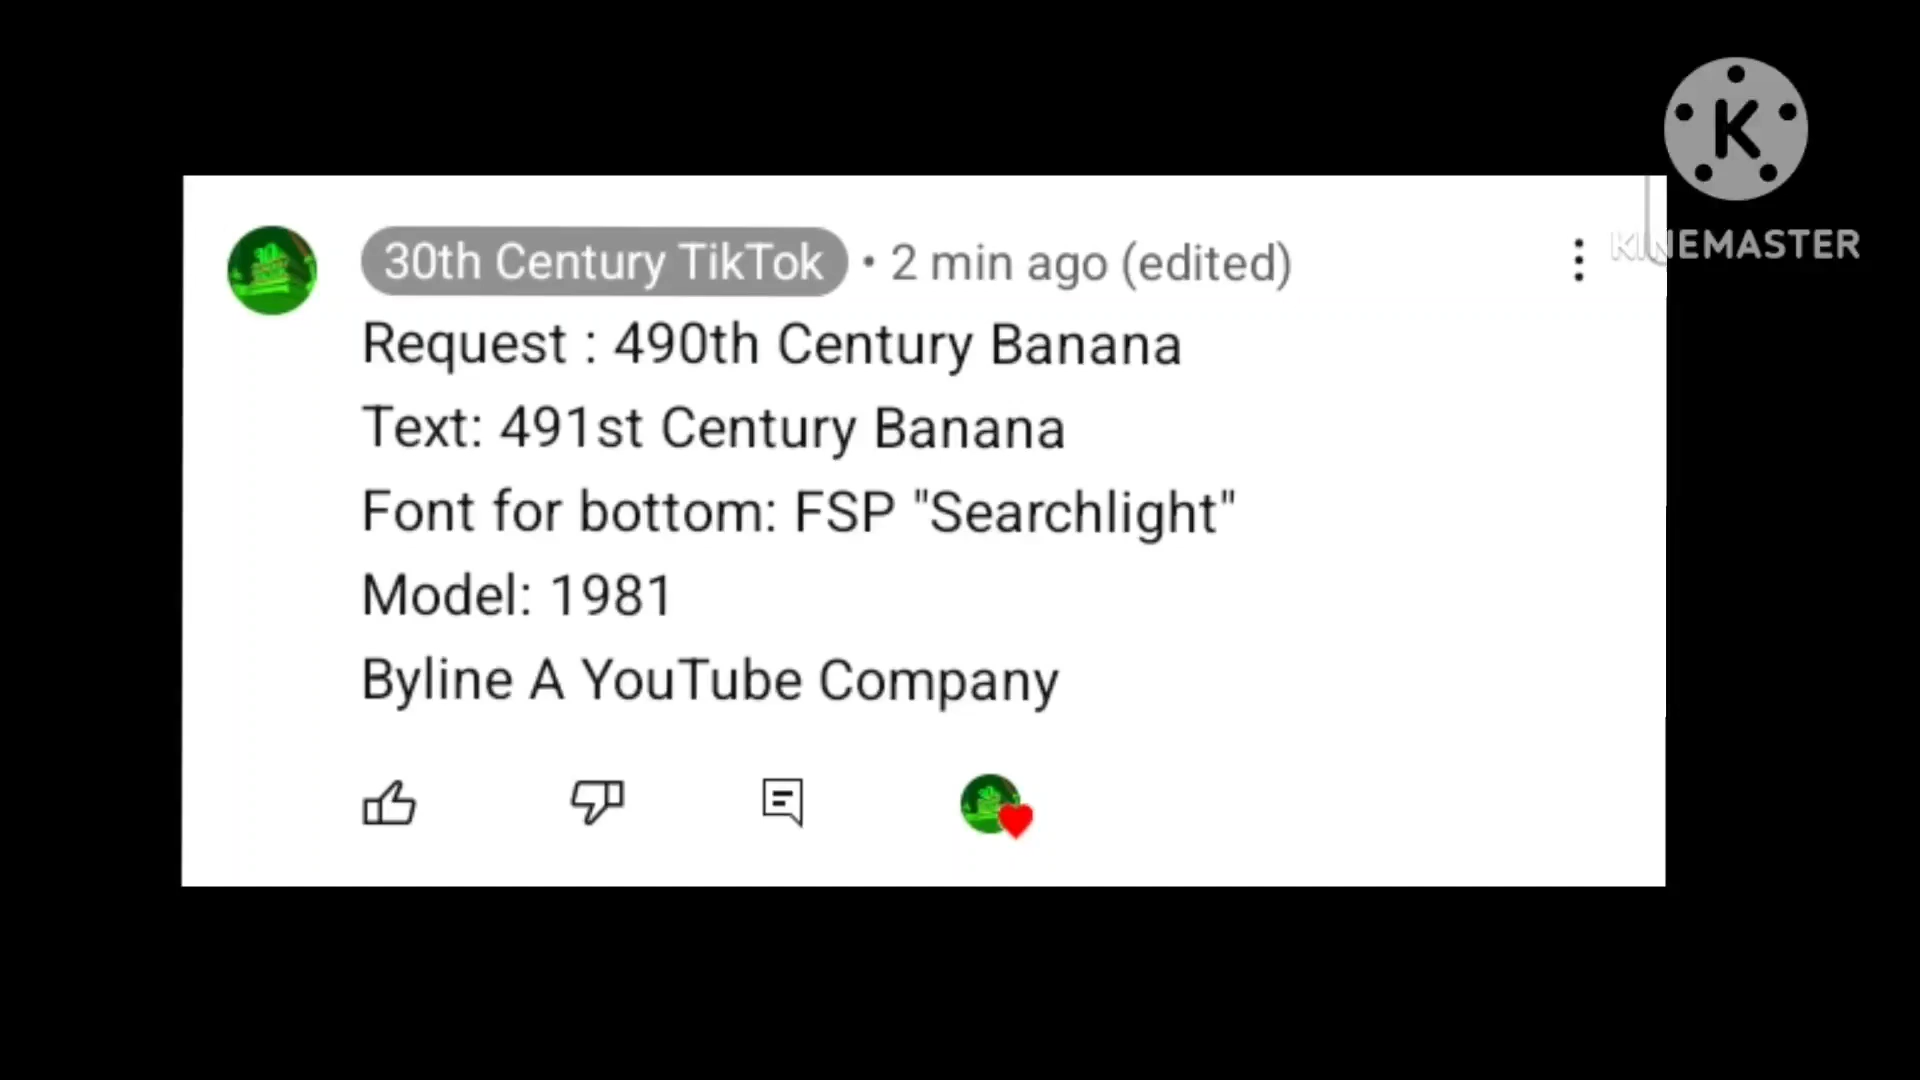 K
KINEMASTER
30th Century TikTok • 2 min ago (edited)
Request : 490th Century Banana
Text: 491st Century Banana
Font for bottom: FSP "Searchlight"
Model: 1981
Byline A YouTube Company